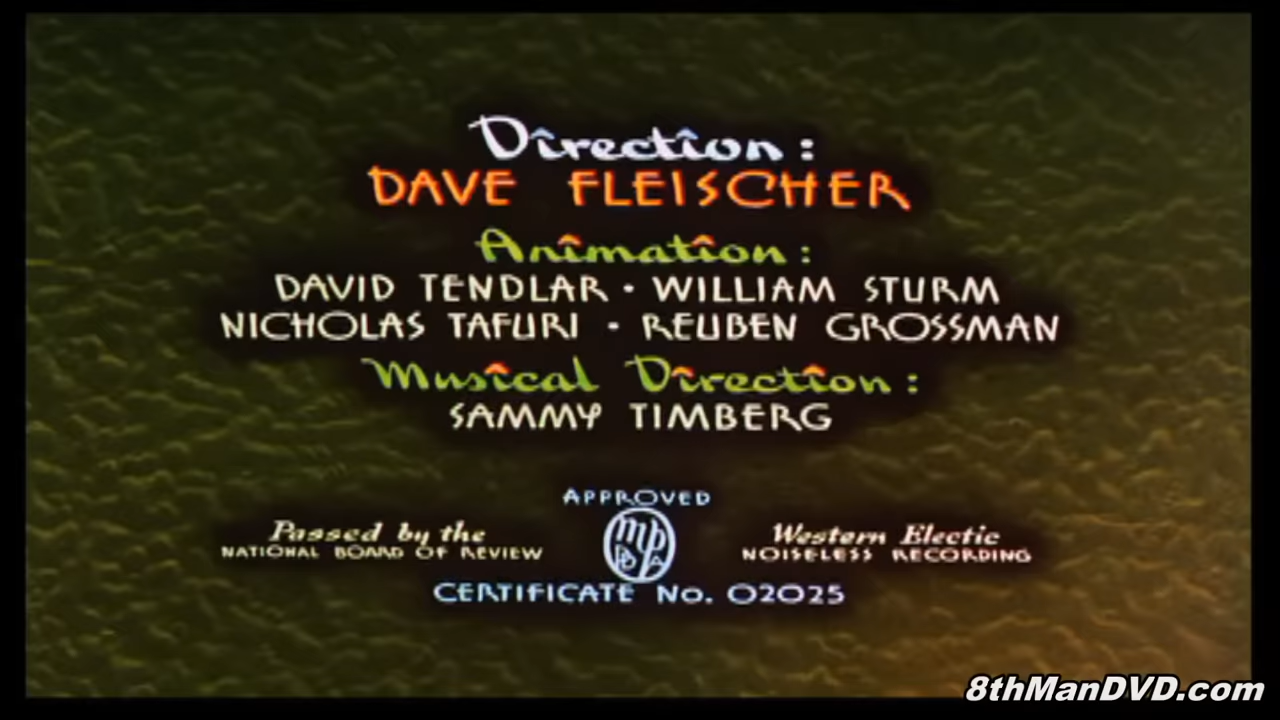 Direction:
DAVE FLEISCHER
Animation:
DAVID TENDLAR · WILLIAM STURM
NICHOLAS TAFURI · REUBEN GROSSMAN
Musical Direction:
SAMMY TIMBERG
APPROVED
Passed by the
NATIONAL BOARD OF REVIEW
MPPDA
Western Electic
NOISELESS RECORDING
CERTIFICATE No. 02025
8thManDVD.com